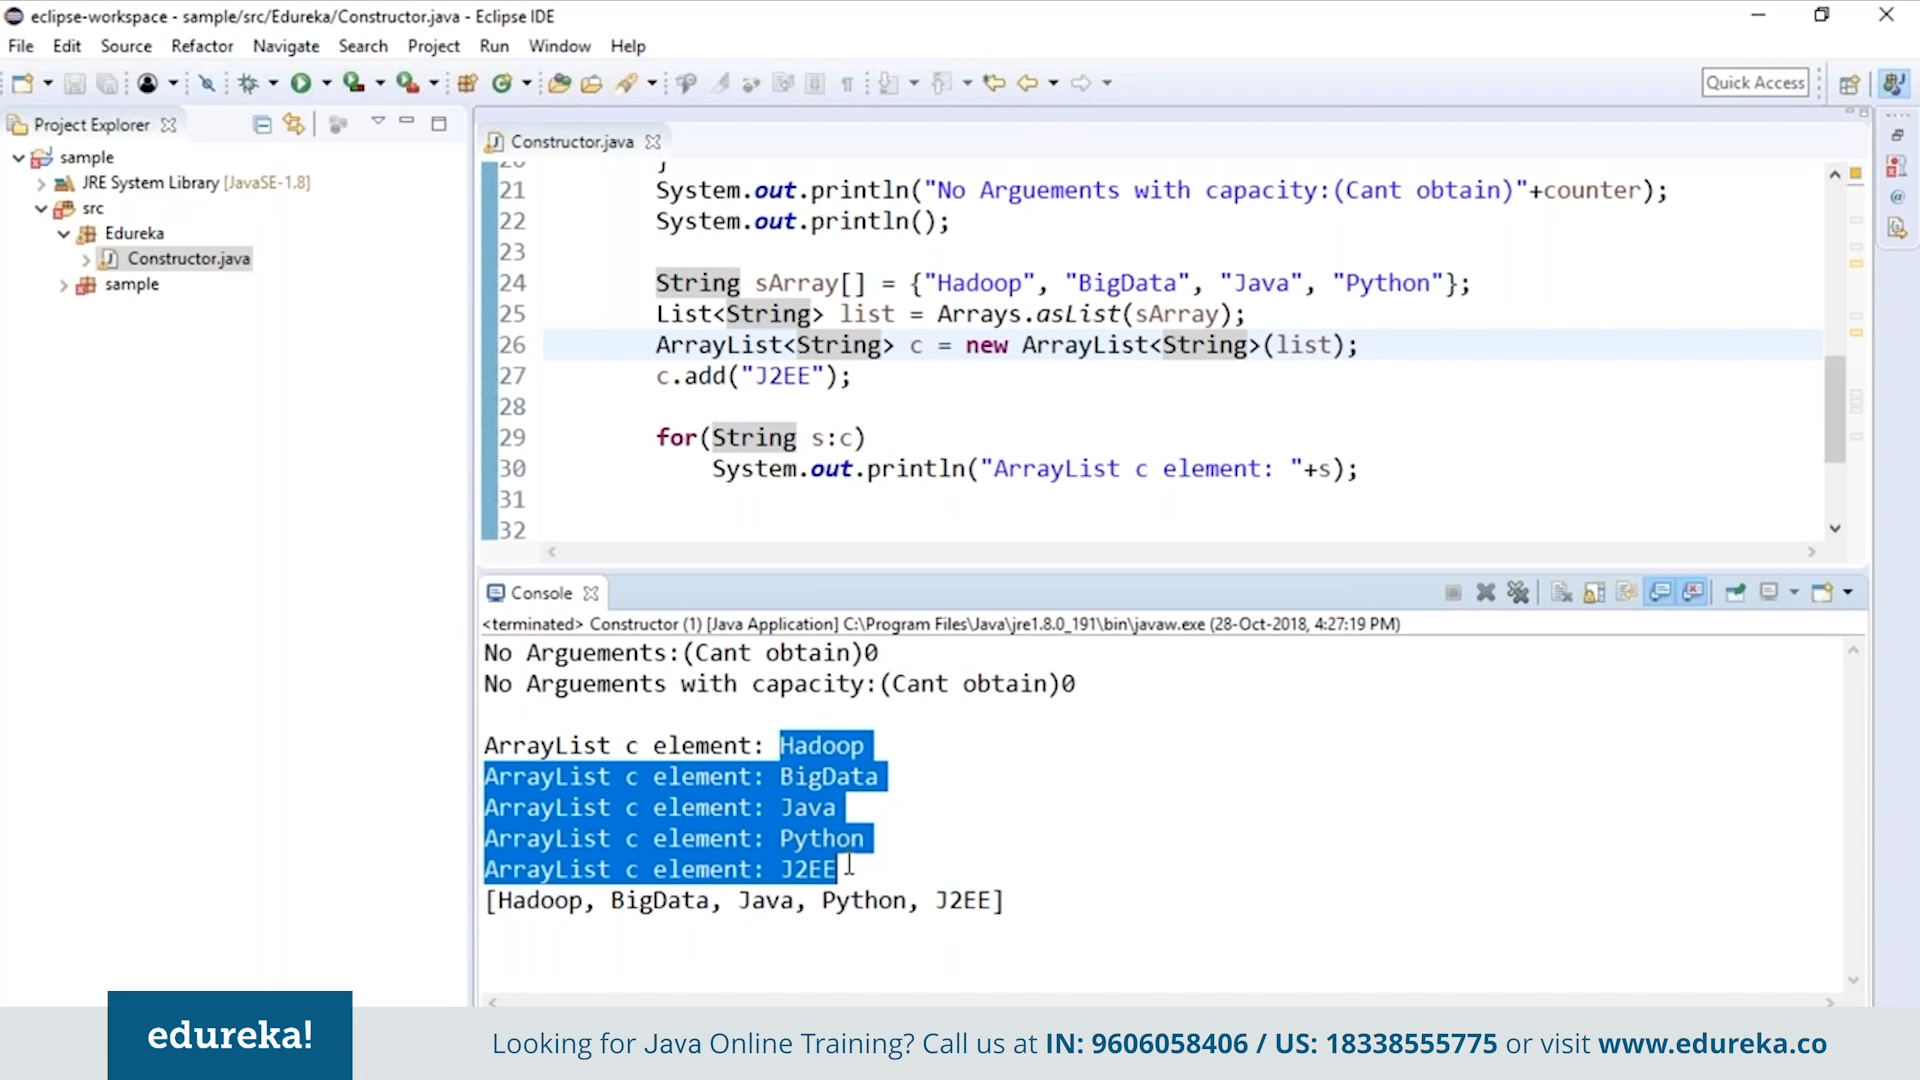 eclipse-workspace - sample/src/Edureka/Constructor.java - Eclipse IDE
File Edit Source Refactor Navigate Search Project Run Window Help
Quick Access
Project Explorer
sample
JRE System Library [JavaSE-1.8]
src
Edureka
Constructor.java
sample
Constructor.java
20 }
21 System.out.println("No Arguements with capacity:(Cant obtain)"+counter);
22 System.out.println();
23
24 String sArray[] = {"Hadoop", "BigData", "Java", "Python"};
25 List<String> list = Arrays.asList(sArray);
26 ArrayList<String> c = new ArrayList<String>(list);
27 c.add("J2EE");
28
29 for(String s:c)
30 System.out.println("ArrayList c element: "+s);
31
32
Console
<terminated> Constructor (1) [Java Application] C:\Program Files\Java\jre1.8.0_191\bin\javaw.exe (28-Oct-2018, 4:27:19 PM)
No Arguements:(Cant obtain)0
No Arguements with capacity:(Cant obtain)0
ArrayList c element: Hadoop
ArrayList c element: BigData
ArrayList c element: Java
ArrayList c element: Python
ArrayList c element: J2EE
[Hadoop, BigData, Java, Python, J2EE]
edureka!
Looking for Java Online Training? Call us at IN: 9606058406 / US: 18338555775 or visit www.edureka.co